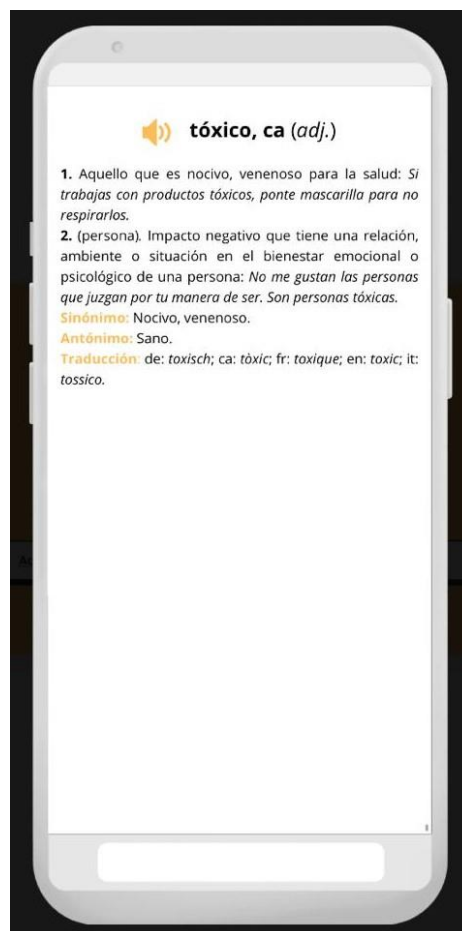 tóxico, ca (adj.)
1. Aquello que es nocivo, venenoso para la salud: Si
trabajas con productos tóxicos, ponte mascarilla para no
respirarlos.
2. (persona). Impacto negativo que tiene una relación,
ambiente o situación en el bienestar emocional o
psicológico de una persona: No me gustan las personas
que juzgan por tu manera de ser. Son personas tóxicas.
Sinónimo: Nocivo, venenoso.
Antónimo: Sano.
Traducción: de: toxisch; ca: tòxic; fr: toxique; en: toxic; it:
tossico.